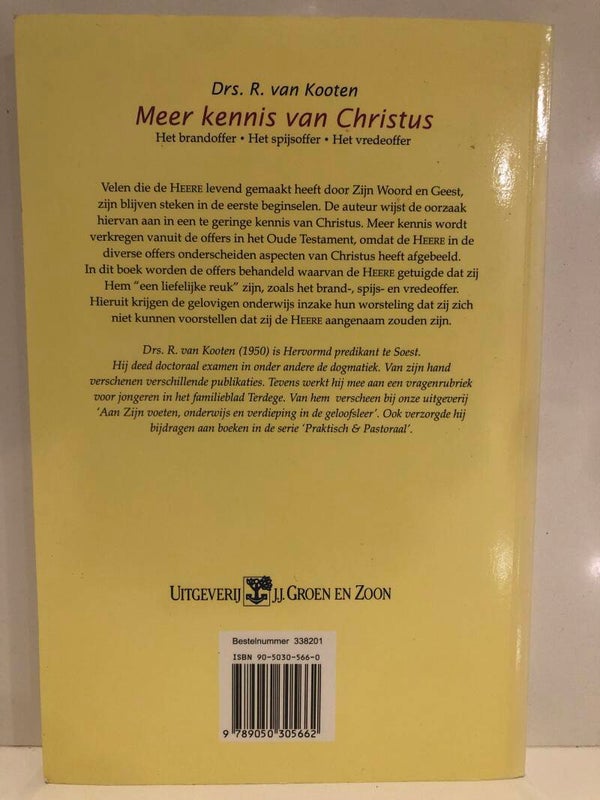 Drs. R. van Kooten
Meer kennis van Christus
Het brandoffer • Het spijsoffer • Het vredeoffer
Velen die de HEERE levend gemaakt heeft door Zijn Woord en Geest,
zijn blijven steken in de eerste beginselen. De auteur wijst de oorzaak
hiervan aan in een te geringe kennis van Christus. Meer kennis wordt
verkregen vanuit de offers in het Oude Testament, omdat de HEERE in de
diverse offers onderscheiden aspecten van Christus heeft afgebeeld.
In dit boek worden de offers behandeld waarvan de HEERE getuigde dat zij
Hem "een liefelijke reuk" zijn, zoals het brand-, spijs- en vredeoffer.
Hieruit krijgen de gelovigen onderwijs inzake hun worsteling dat zij zich
niet kunnen voorstellen dat zij de HEERE aangenaam zouden zijn.
Drs. R. van Kooten (1950) is Hervormd predikant te Soest.
Hij deed doctoraal examen in onder andere de dogmatiek. Van zijn hand
verschenen verschillende publikaties. Tevens werkt hij mee aan een vragenrubriek
voor jongeren in het familieblad Terdege. Van hem verscheen bij onze uitgeverij
'Aan Zijn voeten, onderwijs en verdieping in de geloofsleer'. Ook verzorgde hij
bijdragen aan boeken in de serie 'Praktisch & Pastoraal'.
UITGEVERIJ J.J. GROEN EN ZOON
Bestelnummer 338201
ISBN 90-5030-566-0
9 789050 305662